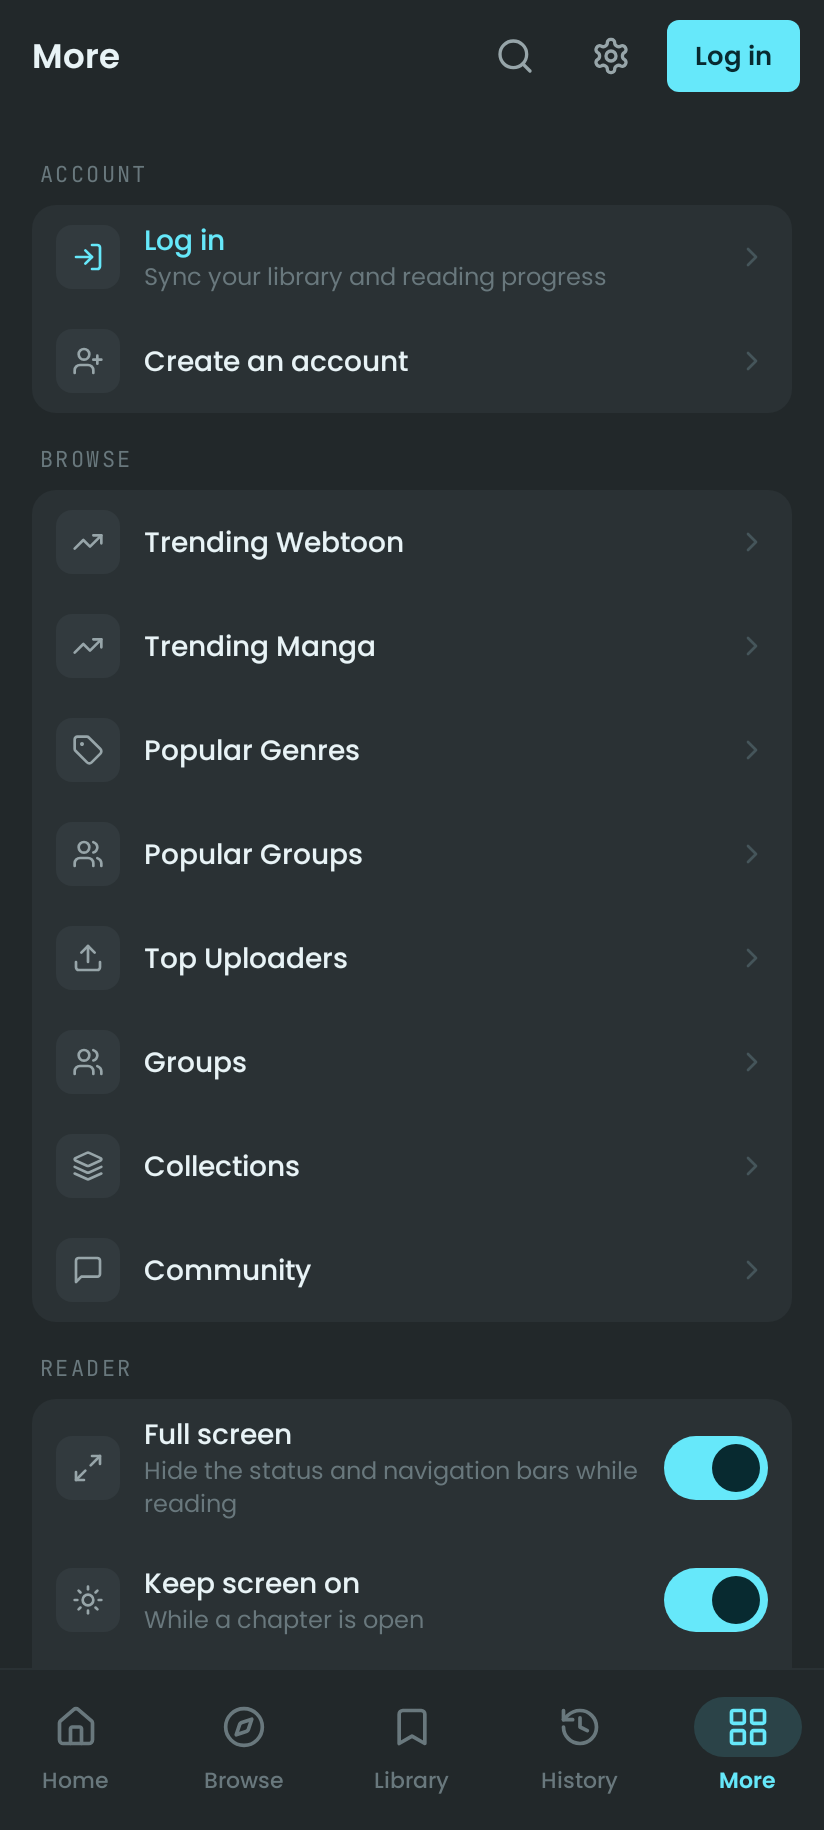 More
Log in
ACCOUNT
Log in
Sync your library and reading progress
Create an account
BROWSE
Trending Webtoon
Trending Manga
Popular Genres
Popular Groups
Top Uploaders
Groups
Collections
Community
READER
Full screen
Hide the status and navigation bars while
reading
Keep screen on
While a chapter is open
Home
Browse
Library
History
More